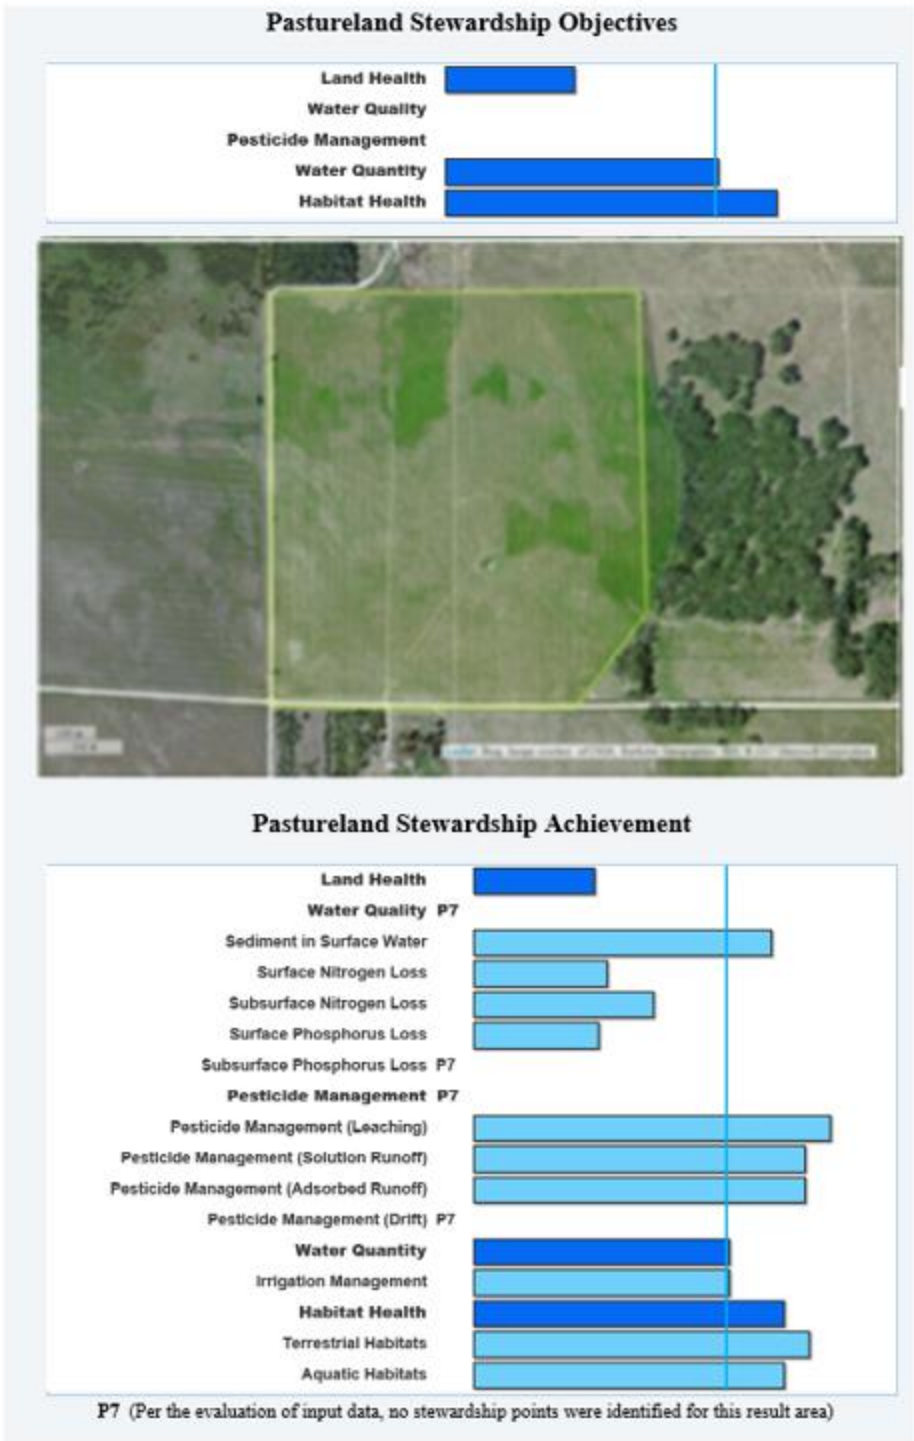 Pastureland Stewardship Objectives
Land Health
Water Quality
Pesticide Management
Water Quantity
Habitat Health
Pastureland Stewardship Achievement
Land Health
Water Quality P7
Sediment in Surface Water
Surface Nitrogen Loss
Subsurface Nitrogen Loss
Surface Phosphorus Loss
Subsurface Phosphorus Loss P7
Pesticide Management P7
Pesticide Management (Leaching)
Pesticide Management (Solution Runoff)
Pesticide Management (Adsorbed Runoff)
Pesticide Management (Drift) P7
Water Quantity
Irrigation Management
Habitat Health
Terrestrial Habitats
Aquatic Habitats
P7 (Per the evaluation of input data, no stewardship points were identified for this result area)